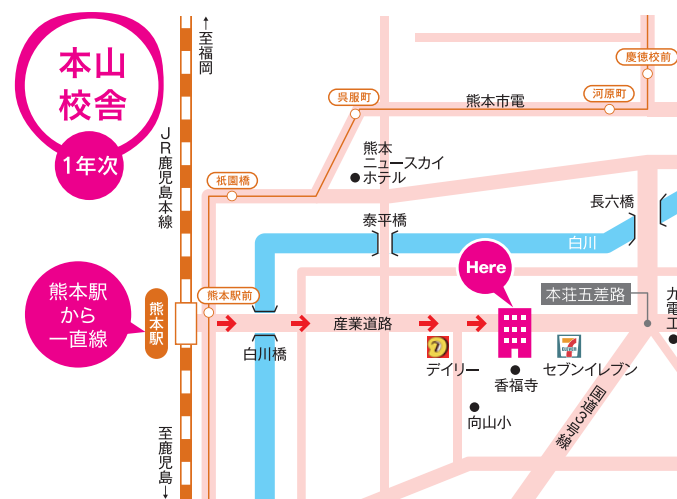 本山
校舎
1年次
↑至福岡
JR鹿児島本線
熊本駅
から
一直線
熊本駅
至鹿児島↓
慶徳校前
河原町
熊本市電
呉服町
熊本
ニュースカイ
ホテル
祇園橋
泰平橋
長六橋
白川
Here
本荘五差路
九電工
熊本駅前
産業道路
白川橋
デイリー
香福寺
セブンイレブン
向山小
国道3号線